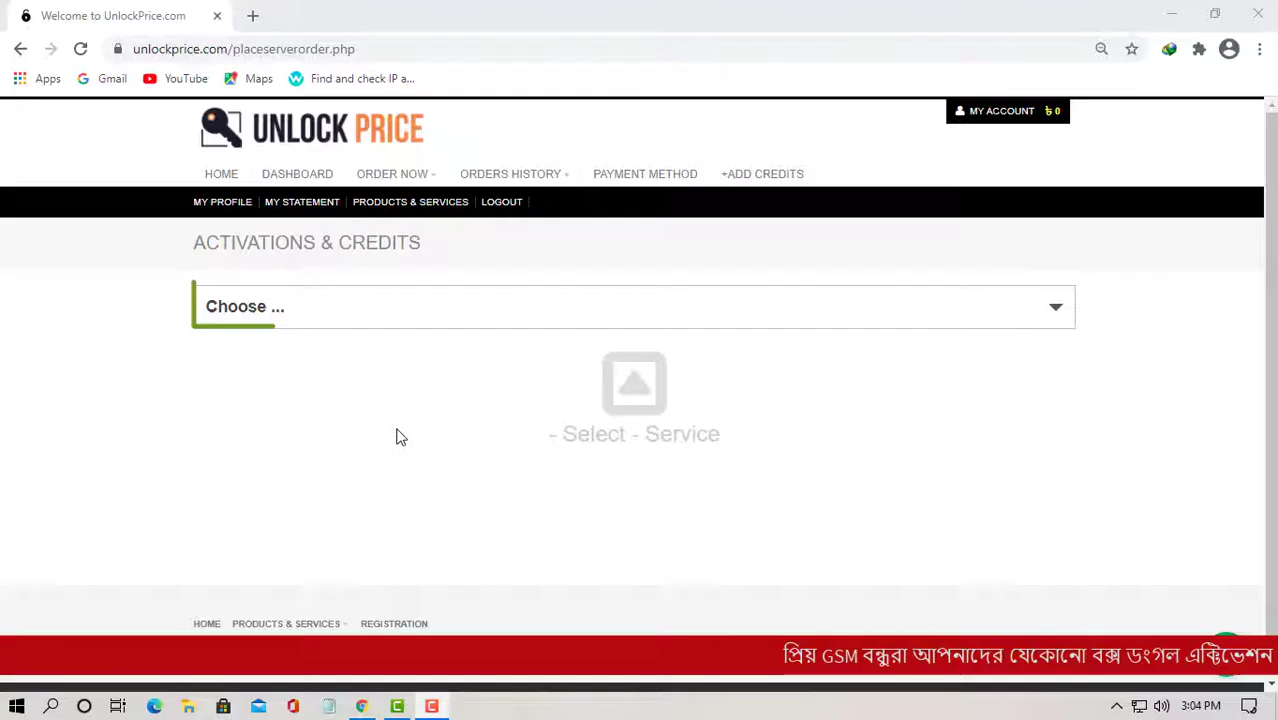 Welcome to UnlockPrice.com
unlockprice.com/placeserverorder.php
Apps Gmail YouTube Maps Find and check IP a...
UNLOCK PRICE
MY ACCOUNT ৳ 0
HOME DASHBOARD ORDER NOW ORDERS HISTORY PAYMENT METHOD +ADD CREDITS
MY PROFILE MY STATEMENT PRODUCTS & SERVICES LOGOUT
ACTIVATIONS & CREDITS
Choose ...
- Select - Service
HOME PRODUCTS & SERVICES REGISTRATION
প্রিয় GSM বন্ধুরা আপনাদের যেকোনো বক্স ডংগল এক্টিভেশন
3:04 PM